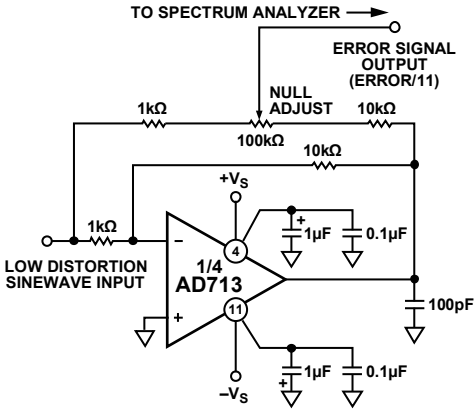 TO SPECTRUM ANALYZER
ERROR SIGNAL
OUTPUT
(ERROR/11)
NULL
ADJUST
1kΩ
10kΩ
100kΩ
10kΩ
+VS
1kΩ
–
4
+
1µF
0.1µF
1/4
AD713
LOW DISTORTION
SINEWAVE INPUT
+
11
100pF
1µF
0.1µF
+
–VS